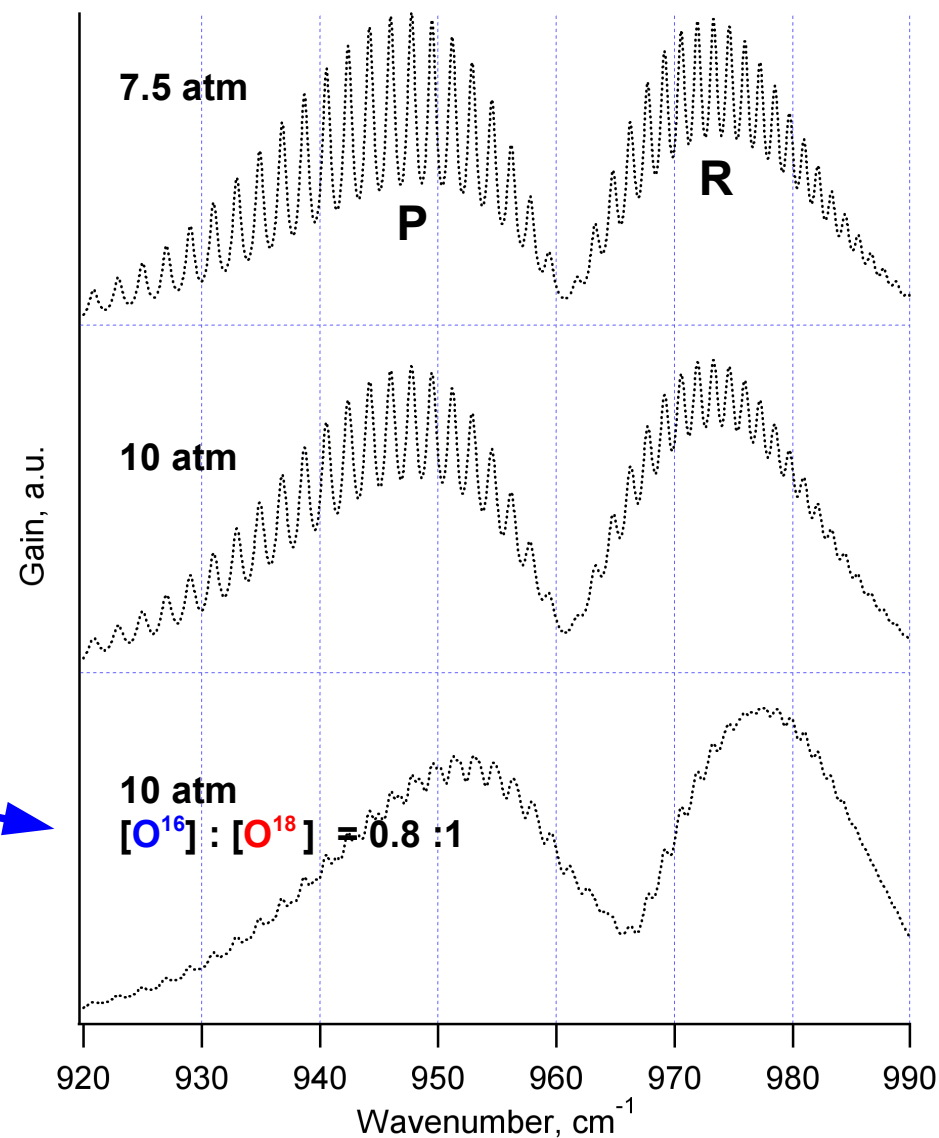 7.5 atm
P
R
10 atm
Gain, a.u.
10 atm
[O¹⁶] : [O¹⁸ ] = 0.8 :1
920 930 940 950 960 970 980 990
Wavenumber, cm⁻¹